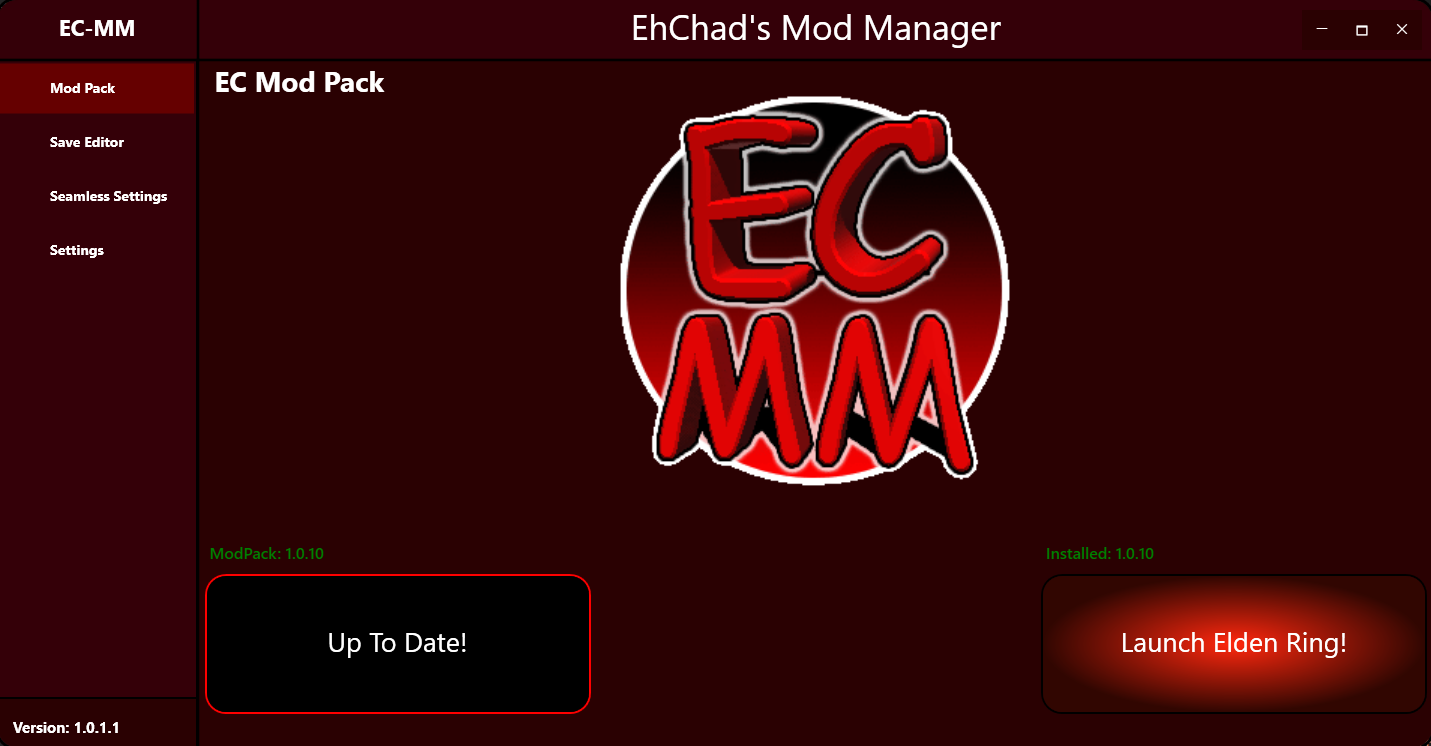 EC-MM
EhChad's Mod Manager
Mod Pack
Save Editor
Seamless Settings
Settings
EC Mod Pack
EC
MM
ModPack: 1.0.10
Installed: 1.0.10
Up To Date!
Launch Elden Ring!
Version: 1.0.1.1